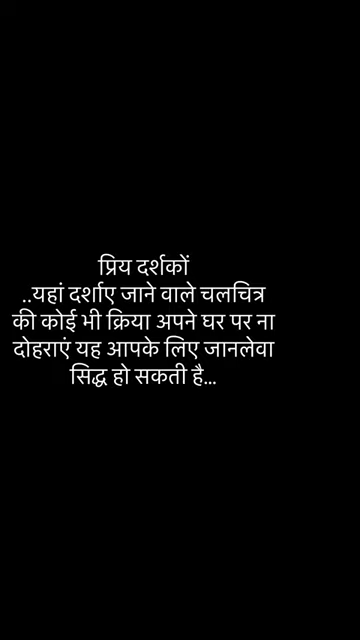 प्रिय दर्शकों
..यहां दर्शाए जाने वाले चलचित्र
की कोई भी क्रिया अपने घर पर ना
दोहराएं यह आपके लिए जानलेवा
सिद्ध हो सकती है...